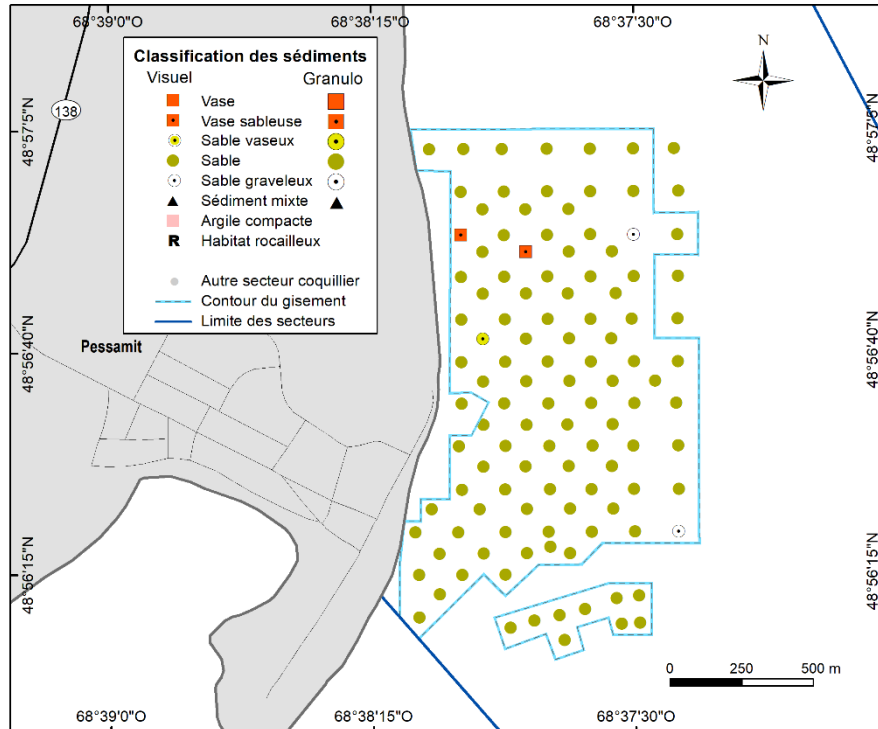 68°39'0"O 68°38'15"O 68°37'30"O
Classification des sédiments
Visuel Granulo
Vase
Vase sableuse
Sable vaseux
Sable
Sable graveleux
Sédiment mixte
Argile compacte
R Habitat rocailleux
Autre secteur coquillier
Contour du gisement
Limite des secteurs
N
138
48°57'5"N 48°57'5"N
Pessamit
48°56'40"N 48°56'40"N
48°56'15"N 48°56'15"N
0 250 500 m
68°39'0"O 68°38'15"O 68°37'30"O